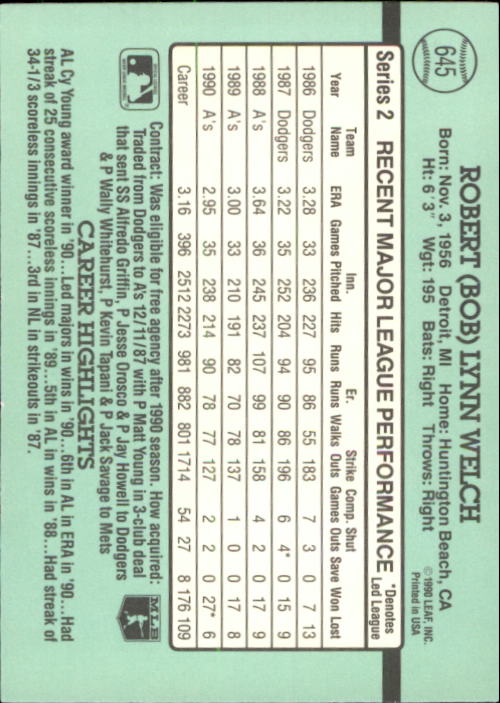 645
ROBERT (BOB) LYNN WELCH
©1990 LEAF, INC.
Printed in USA
Born: Nov. 3, 1956 Detroit, MI Home: Huntington Beach, CA
Ht: 6' 3" Wgt: 195 Bats: Right Throws: Right
Series 2 RECENT MAJOR LEAGUE PERFORMANCE *Denotes Led League
Year Team Name ERA Games Inn. Pitched Hits Runs Er. Runs Walks Strike Outs Comp. Games Shut Outs Save Won Lost
1986 Dodgers 3.28 33 236 227 95 86 55 183 7 3 0 7 13
1987 Dodgers 3.22 35 252 204 94 90 86 196 6 4* 0 15 9
1988 A's 3.64 36 245 237 107 99 81 158 4 2 0 17 9
1989 A's 3.00 33 210 191 82 70 78 137 1 0 0 17 8
1990 A's 2.95 35 238 214 90 78 77 127 2 2 0 27* 6
Career 3.16 396 2512 2273 981 882 801 1714 54 27 8 176 109
Contract: Was eligible for free agency after 1990 season. How acquired:
Traded from Dodgers to A's 12/11/87 with P Matt Young in 3-club deal
that sent SS Alfredo Griffin, P Jesse Orosco & P Jay Howell to Dodgers
& P Wally Whitehurst, P Kevin Tapani & P Jack Savage to Mets
MLB
CAREER HIGHLIGHTS
AL Cy Young award winner in '90...Led majors in wins in '90...6th in AL in ERA in '90...Had
streak of 25 consecutive scoreless innings in '89...5th in AL in wins in '88...Had streak of
34-1/3 scoreless innings in '87...3rd in NL in strikeouts in '87.